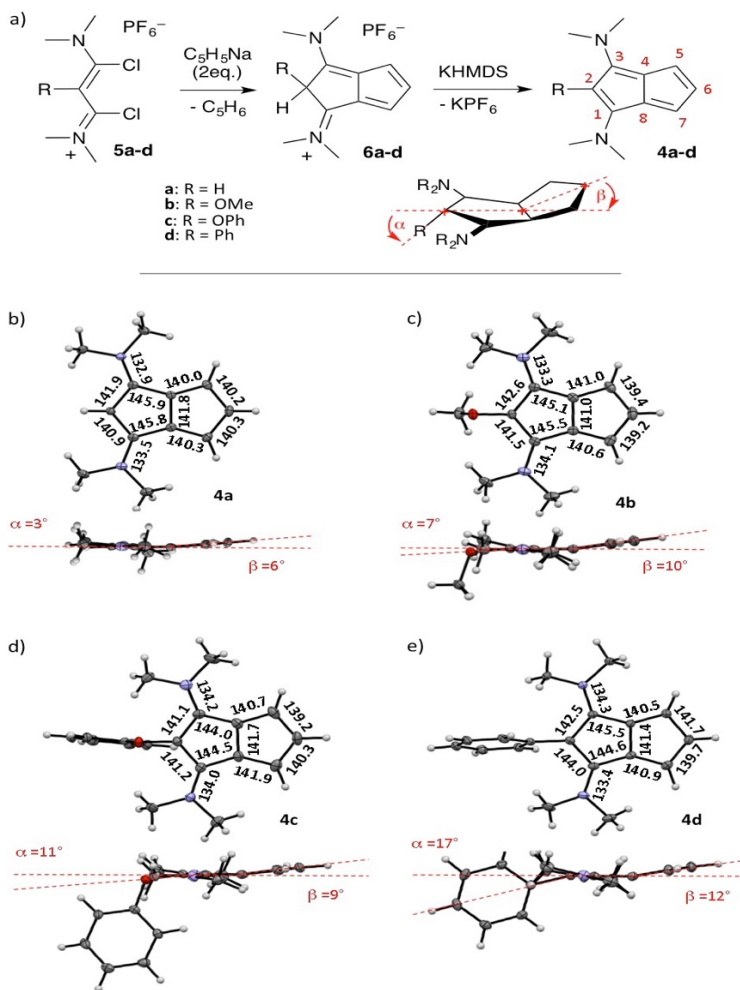 a)
PF6−
N
Cl
R
Cl
N
+
5a-d
C5H5Na
(2eq.)
- C5H6
PF6−
N
R
H
N
+
6a-d
KHMDS
- KPF6
N
R
N
1
2
3
4
5
6
7
8
4a-d
a: R = H
b: R = OMe
c: R = OPh
d: R = Ph
R2N
R
R2N
α
β
b)
132.9
141.9
140.0
140.2
145.9
141.8
140.9
145.8
140.3
140.3
133.5
4a
α =3°
β =6°
c)
133.3
142.6
141.0
139.4
145.1
141.0
141.5
145.5
139.2
140.6
134.1
4b
α =7°
β =10°
d)
134.2
141.1
140.7
139.2
144.0
141.7
144.5
140.3
141.2
141.9
134.0
4c
α =11°
β =9°
e)
134.3
142.5
140.5
141.7
145.5
141.4
144.6
139.7
144.0
140.9
133.4
4d
α =17°
β =12°